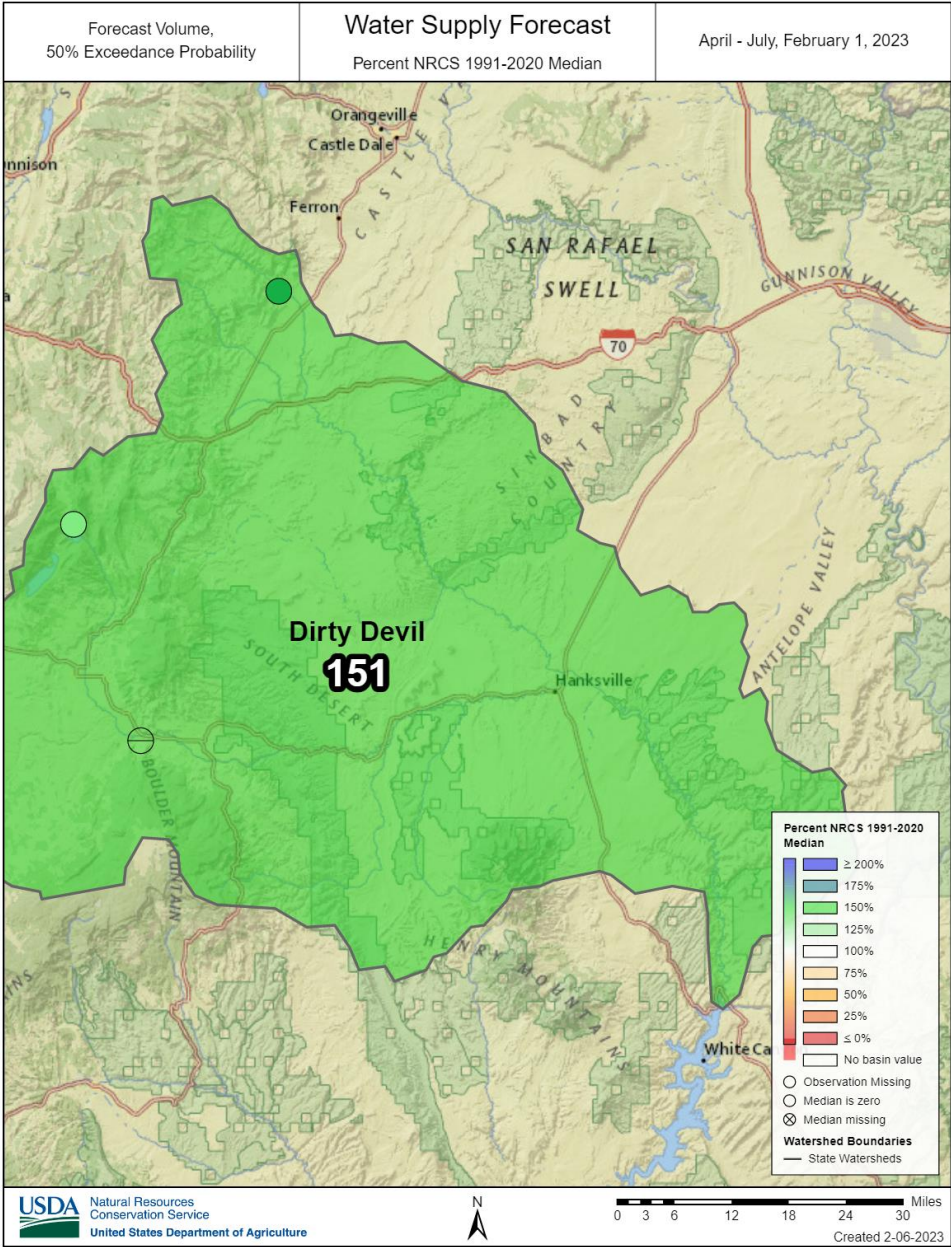 Forecast Volume,
50% Exceedance Probability
Water Supply Forecast
Percent NRCS 1991-2020 Median
April - July, February 1, 2023
Orangeville
Castle Dale
CASTLE
nnison
Ferron
SAN RAFAEL
SWELL
GUNNISON VALLEY
70
SINBAD
COUNTRY
ANTELOPE VALLEY
Dirty Devil
151
SOUTH DESERT
Hanksville
BOULDER MOUNTAIN
HENRY MOUNTAINS
INS
White Ca
Percent NRCS 1991-2020
Median
≥ 200%
175%
150%
125%
100%
75%
50%
25%
≤ 0%
No basin value
Observation Missing
Median is zero
Median missing
Watershed Boundaries
State Watersheds
USDA
Natural Resources
Conservation Service
United States Department of Agriculture
N
Miles
0 3 6 12 18 24 30
Created 2-06-2023